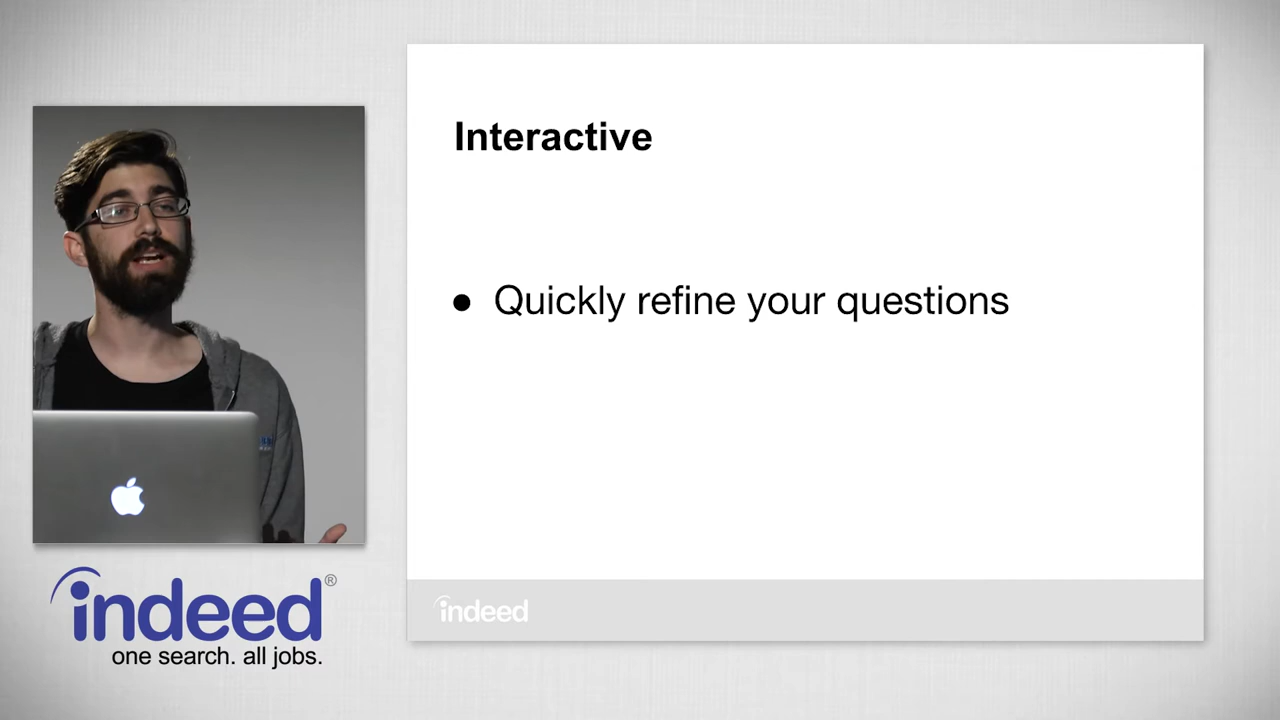 Interactive
● Quickly refine your questions
indeed
indeed®
one search. all jobs.